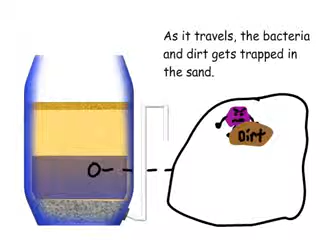 As it travels, the bacteria
and dirt gets trapped in
the sand.
Dirt